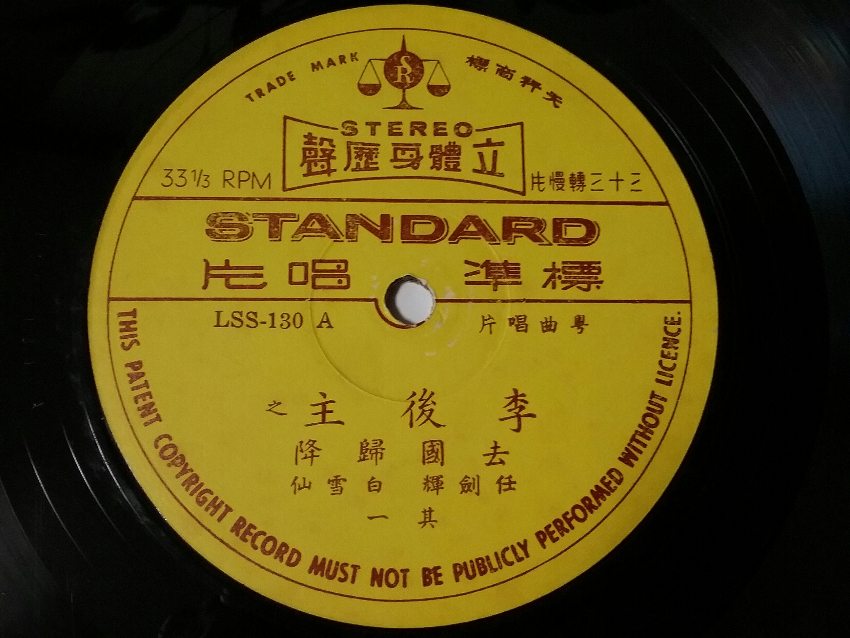 TRADE MARK
SR
天秤商標
STEREO
立體身歷聲
33 1/3 RPM
三十三轉慢片
STANDARD
標準唱片
LSS-130 A
粵曲唱片
李後主之
去國歸降
任劍輝 白雪仙
其一
THIS PATENT COPYRIGHT RECORD MUST NOT BE PUBLICLY PERFORMED WITHOUT LICENCE.